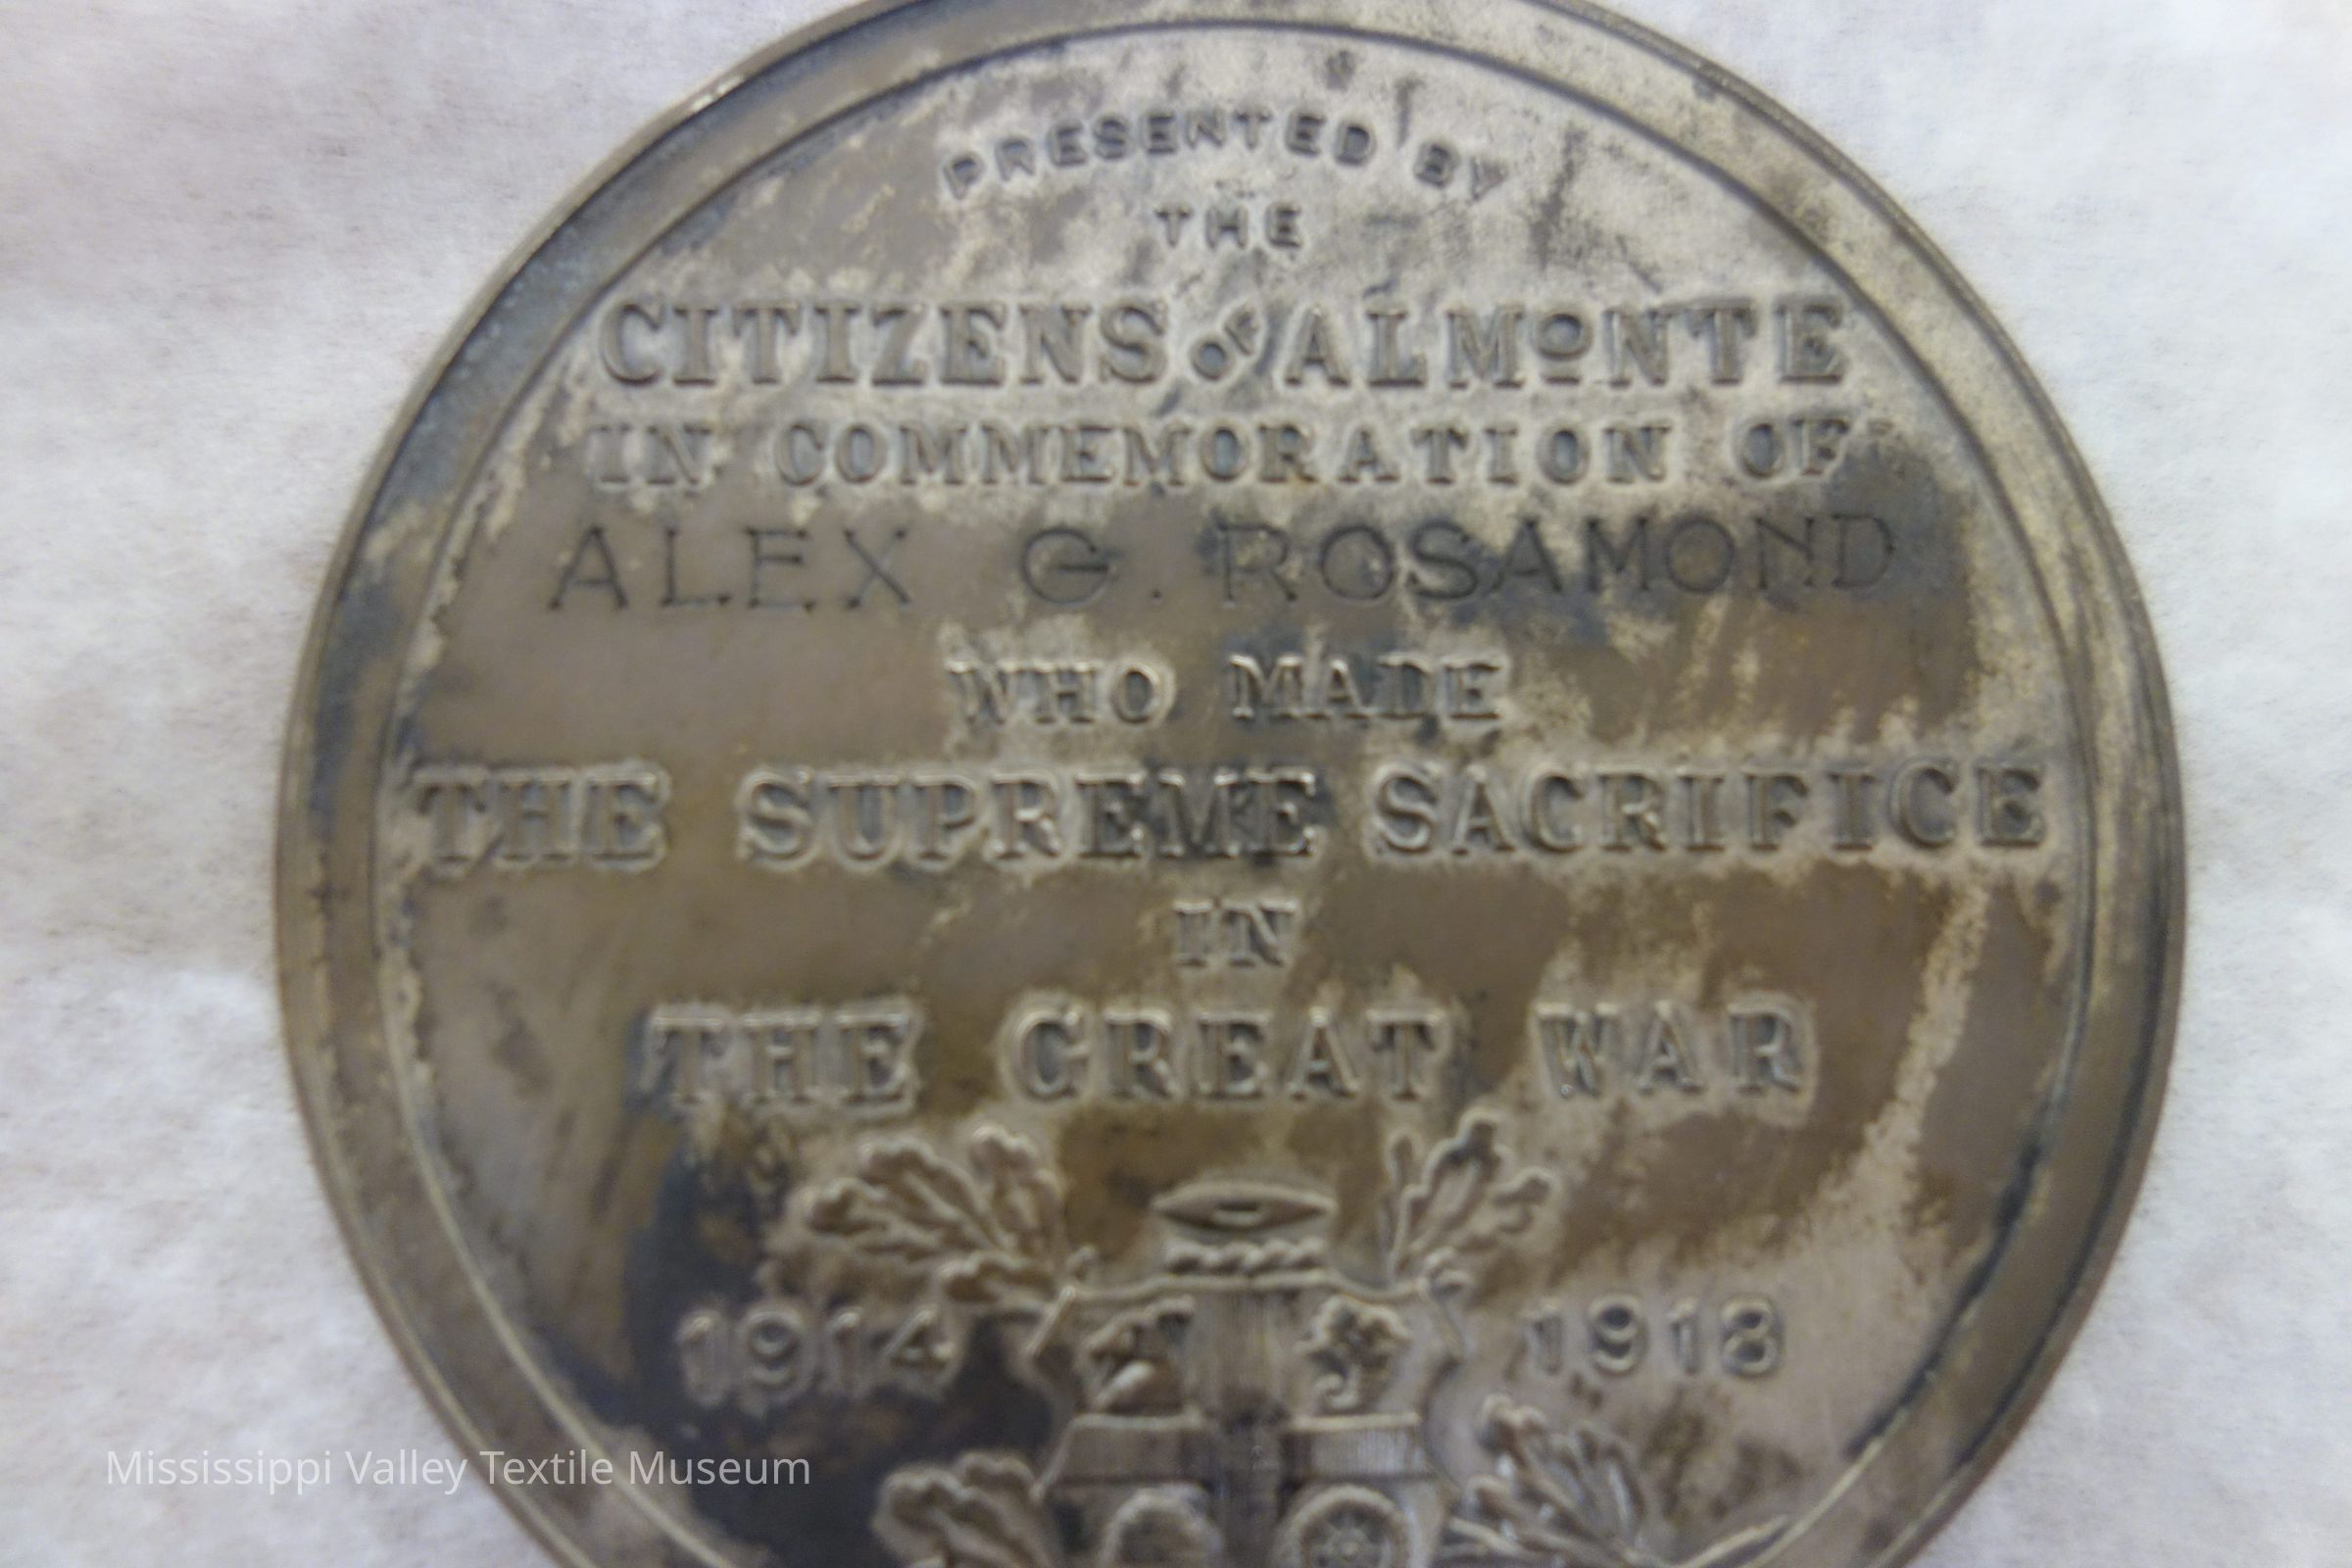 PRESENTED BY
THE
CITIZENS OF ALMONTE
IN COMMEMORATION OF
ALEX G. ROSAMOND
WHO MADE
THE SUPREME SACRIFICE
IN
THE GREAT WAR
1914 1918
Mississippi Valley Textile Museum